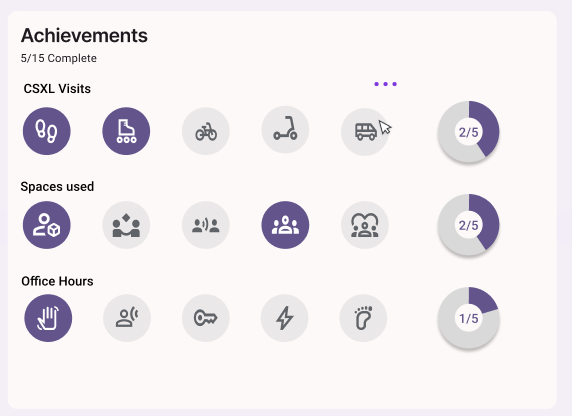 Achievements
5/15 Complete
CSXL Visits
2/5
Spaces used
2/5
Office Hours
1/5